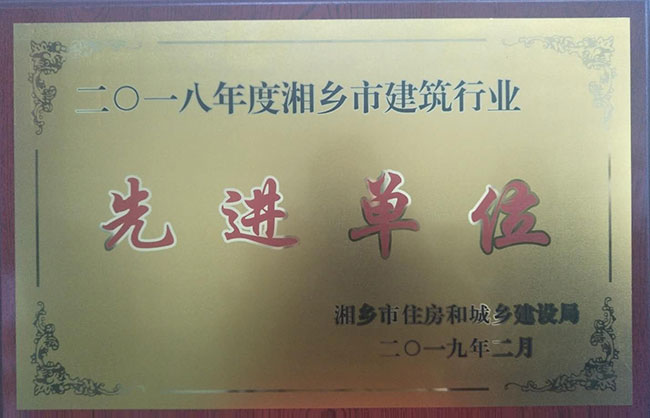 二〇一八年度湘乡市建筑行业
先进单位
湘乡市住房和城乡建设局
二〇一九年二月